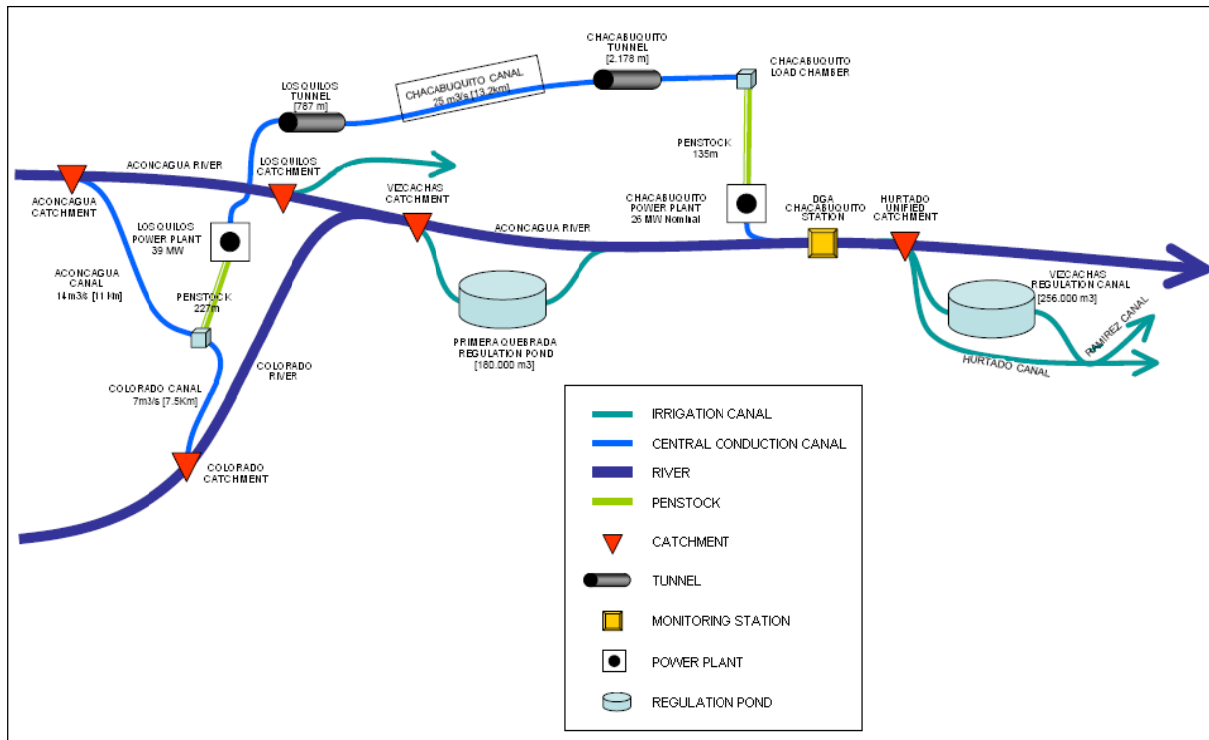 CHACABUQUITO
TUNNEL
[2.178 m]
CHACABUQUITO
LOAD CHAMBER
LOS QUILOS
TUNNEL
[787 m]
CHACABUQUITO CANAL
25 m3/s [13.2km]
PENSTOCK
135m
ACONCAGUA RIVER
LOS QUILOS
CATCHMENT
VIZCACHAS
CATCHMENT
ACONCAGUA
CATCHMENT
LOS QUILOS
POWER PLANT
39 MW
CHACABUQUITO
POWER PLANT
26 MW Nominal
DGA
CHACABUQUITO
STATION
HURTADO
UNIFIED
CATCHMENT
ACONCAGUA RIVER
ACONCAGUA
CANAL
14m3/s [11 km]
PENSTOCK
227m
VIZCACHAS
REGULATION CANAL
[256.000 m3]
PRIMERA QUEBRADA
REGULATION POND
[180.000 m3]
COLORADO
RIVER
RAMIREZ CANAL
HURTADO CANAL
COLORADO CANAL
7m3/s [7.5Km]
COLORADO
CATCHMENT
IRRIGATION CANAL
CENTRAL CONDUCTION CANAL
RIVER
PENSTOCK
CATCHMENT
TUNNEL
MONITORING STATION
POWER PLANT
REGULATION POND